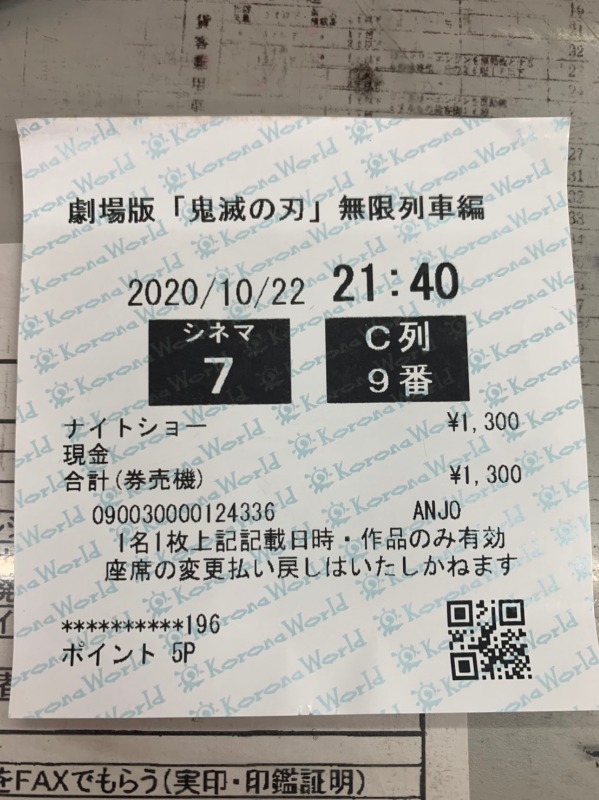 劇場版「鬼滅の刃」無限列車編
2020/10/22 21:40
シネマ
7
C列
9番
ナイトショー ¥1,300
現金
合計(券売機) ¥1,300
090030000124336 ANJO
1名1枚上記記載日時・作品のみ有効
座席の変更払い戻しはいたしかねます
**********196
ポイント 5P
KoronaWorld
をFAXでもらう(実印・印鑑証明)